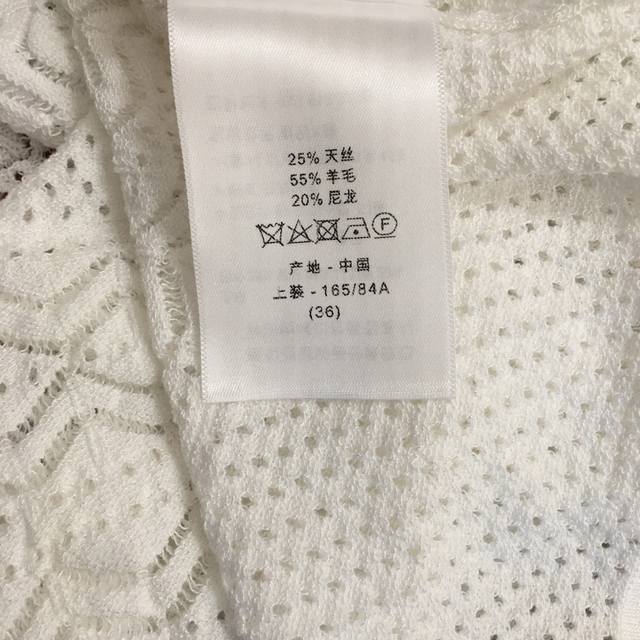 25% 天丝
55% 羊毛
20% 尼龙
F
产地 - 中国
上装 - 165/84A
(36)